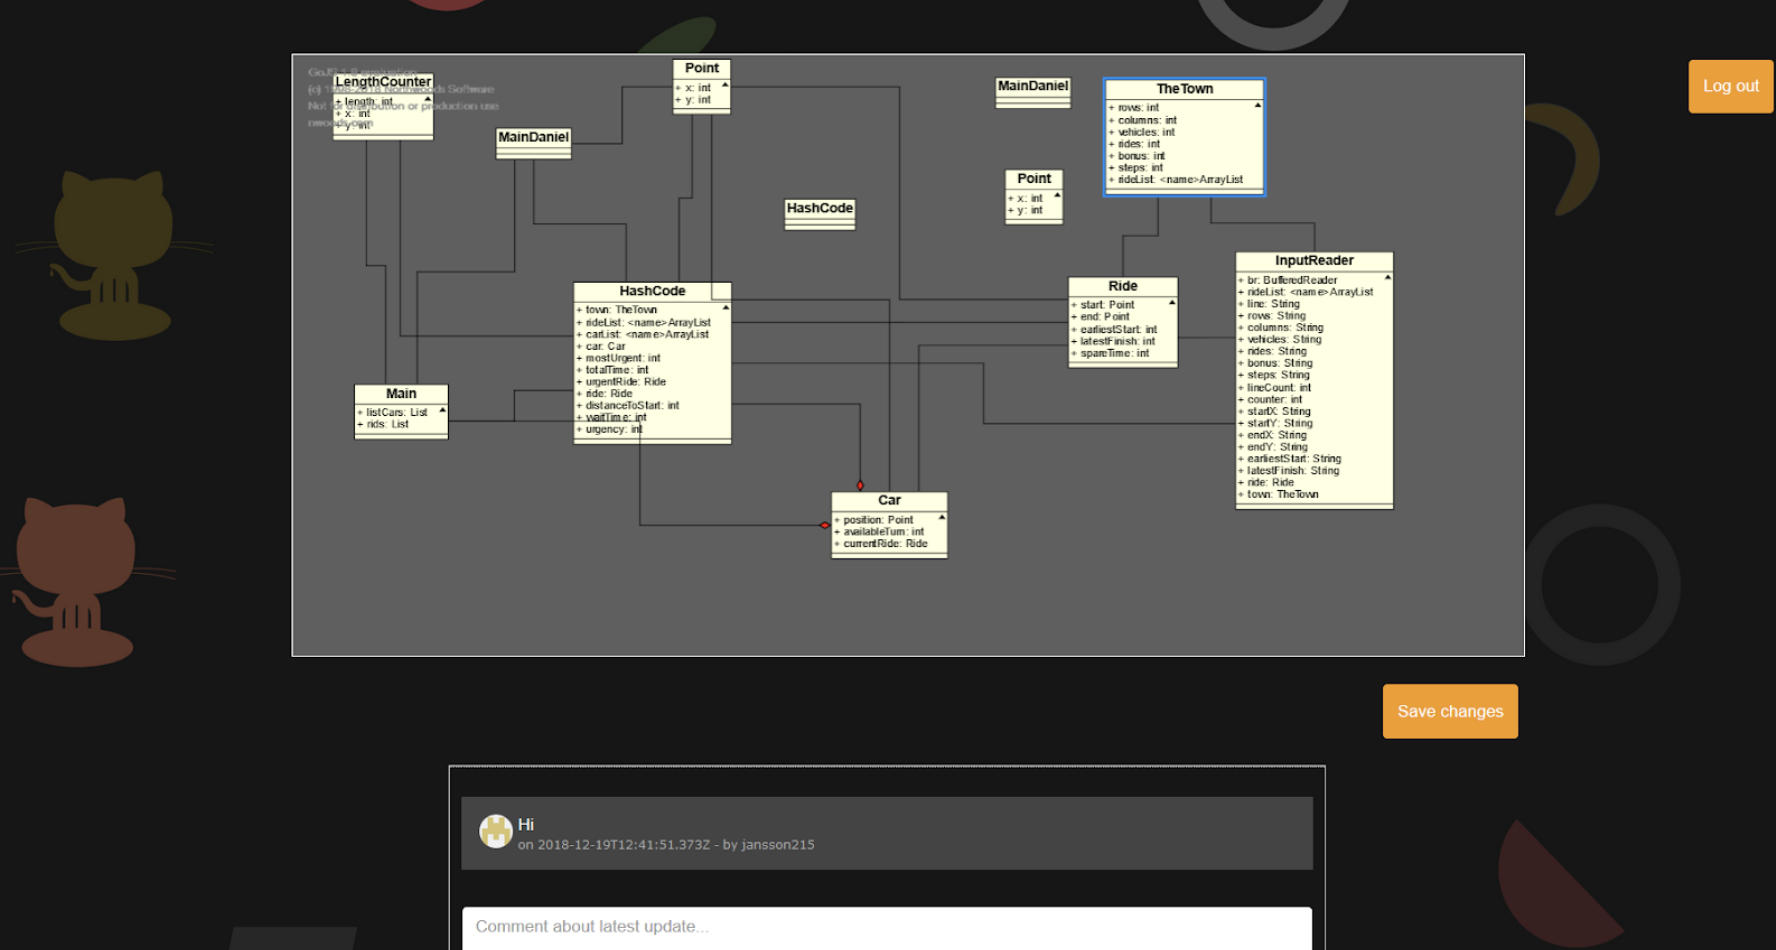 GoJS 1.8 evaluation
(c) 1998-2018 Northwoods Software
Not for distribution or production use
nwoods.com
LengthCounter
+ length: int
+ x: int
+ y: int
MainDaniel
Point
+ x: int
+ y: int
HashCode
MainDaniel
Point
+ x: int
+ y: int
TheTown
+ rows: int
+ columns: int
+ vehicles: int
+ rides: int
+ bonus: int
+ steps: int
+ rideList: <name>ArrayList
Log out
HashCode
+ town: TheTown
+ rideList: <name>ArrayList
+ carList: <name>ArrayList
+ car: Car
+ mostUrgent: int
+ totalTime: int
+ urgentRide: Ride
+ ride: Ride
+ distanceToStart: int
+ waitTime: int
+ urgency: int
Ride
+ start: Point
+ end: Point
+ earliestStart: int
+ latestFinish: int
+ spareTime: int
InputReader
+ br: BufferedReader
+ rideList: <name>ArrayList
+ line: String
+ rows: String
+ columns: String
+ vehicles: String
+ rides: String
+ bonus: String
+ steps: String
+ lineCount: int
+ counter: int
+ startX: String
+ startY: String
+ endX: String
+ endY: String
+ earliestStart: String
+ latestFinish: String
+ ride: Ride
+ town: TheTown
Main
+ listCars: List
+ rids: List
Car
+ position: Point
+ availableTurn: int
+ currentRide: Ride
Save changes
Hi
on 2018-12-19T12:41:51.373Z - by jansson215
Comment about latest update...